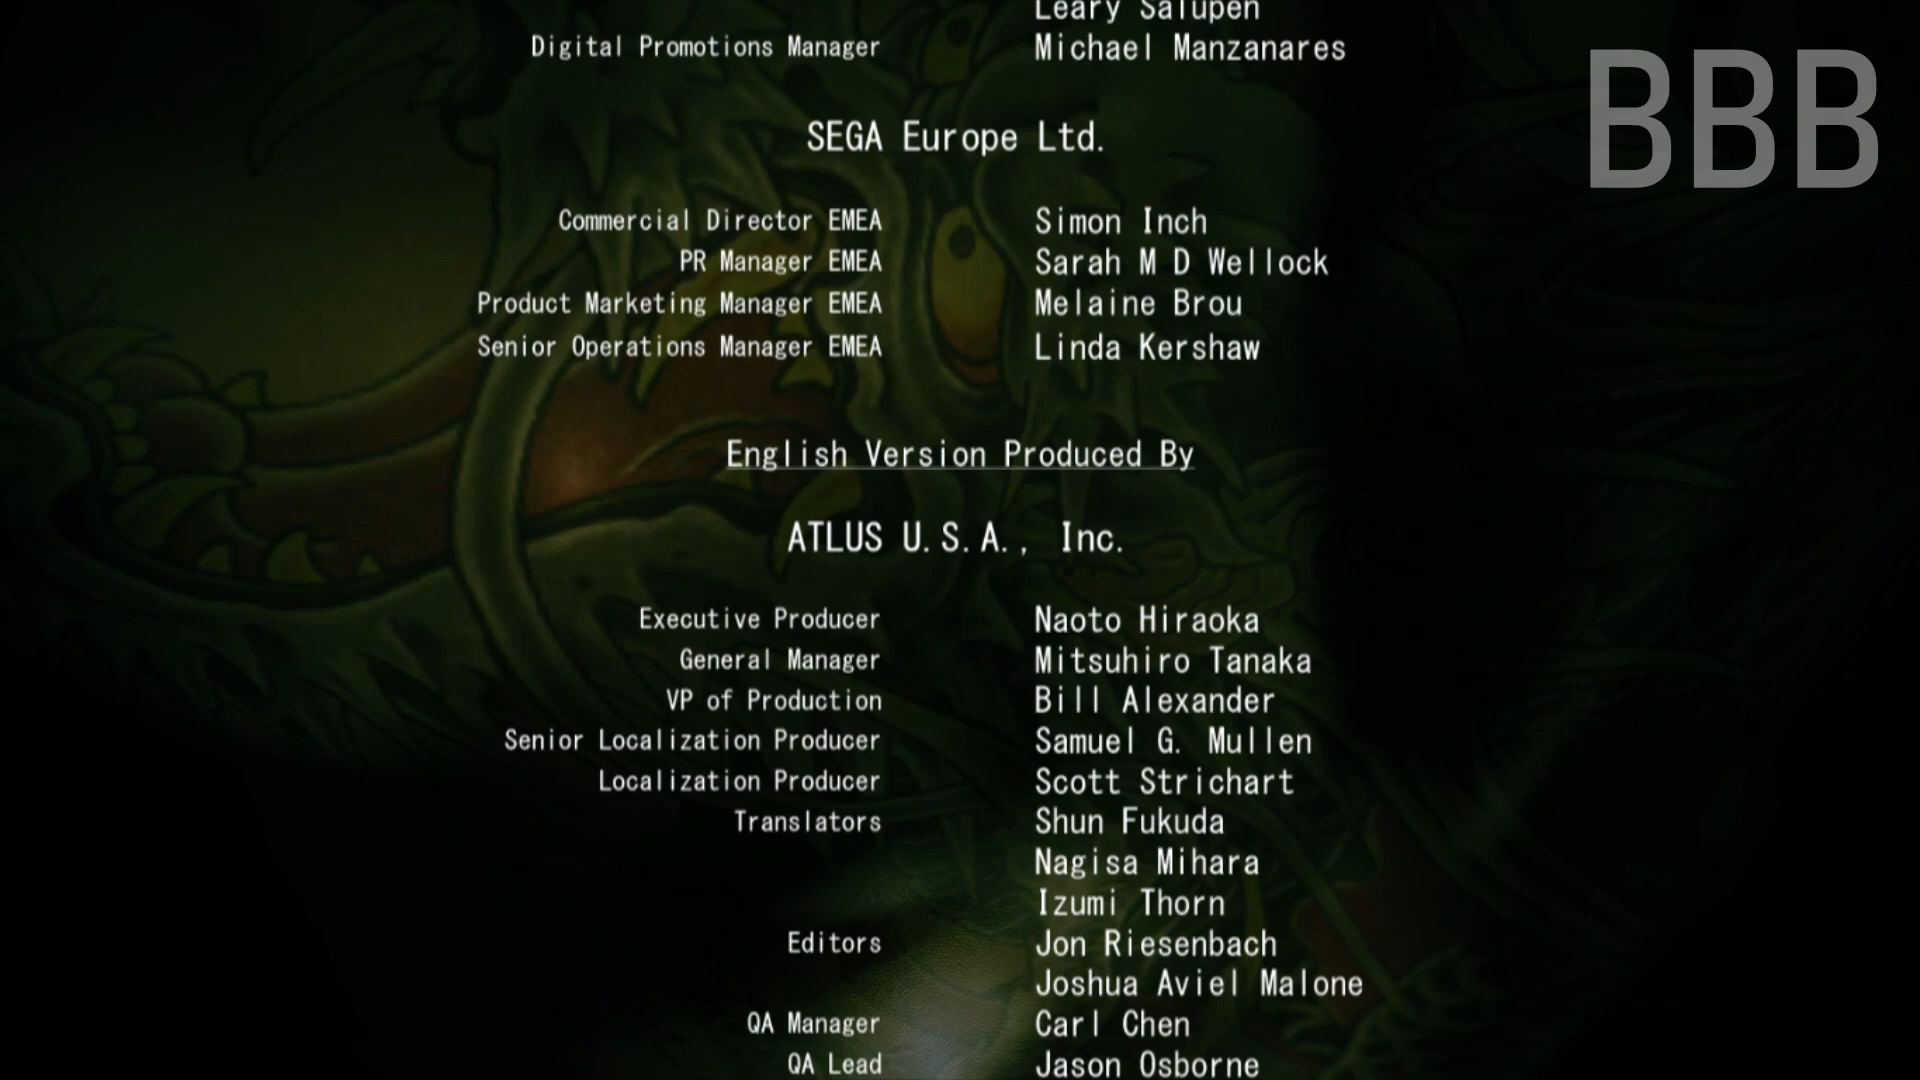 Leary Salupen
Digital Promotions Manager Michael Manzanares
BBB
SEGA Europe Ltd.
Commercial Director EMEA Simon Inch
PR Manager EMEA Sarah M D Wellock
Product Marketing Manager EMEA Melaine Brou
Senior Operations Manager EMEA Linda Kershaw
English Version Produced By
ATLUS U.S.A., Inc.
Executive Producer Naoto Hiraoka
General Manager Mitsuhiro Tanaka
VP of Production Bill Alexander
Senior Localization Producer Samuel G. Mullen
Localization Producer Scott Strichart
Translators Shun Fukuda
Nagisa Mihara
Izumi Thorn
Editors Jon Riesenbach
Joshua Aviel Malone
QA Manager Carl Chen
QA Lead Jason Osborne